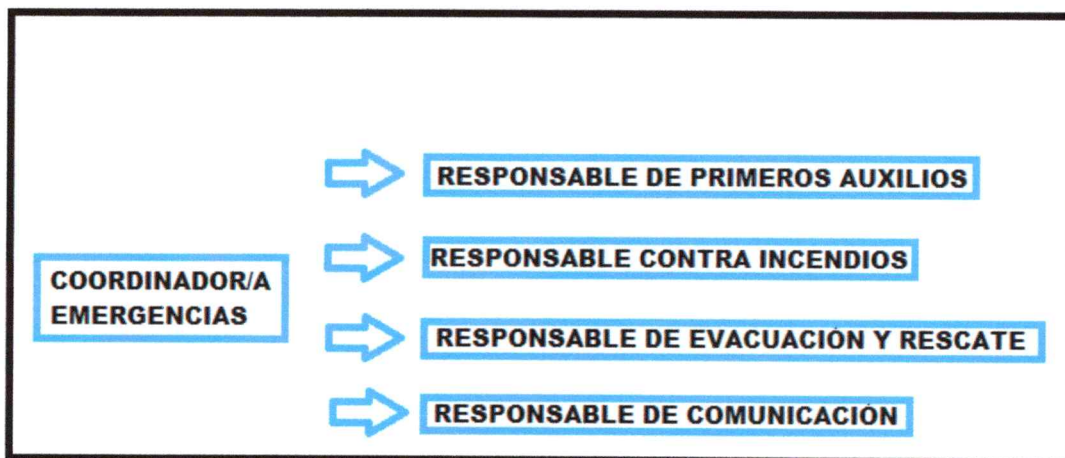 RESPONSABLE DE PRIMEROS AUXILIOS
RESPONSABLE CONTRA INCENDIOS
COORDINADOR/A
EMERGENCIAS
RESPONSABLE DE EVACUACIÓN Y RESCATE
RESPONSABLE DE COMUNICACIÓN